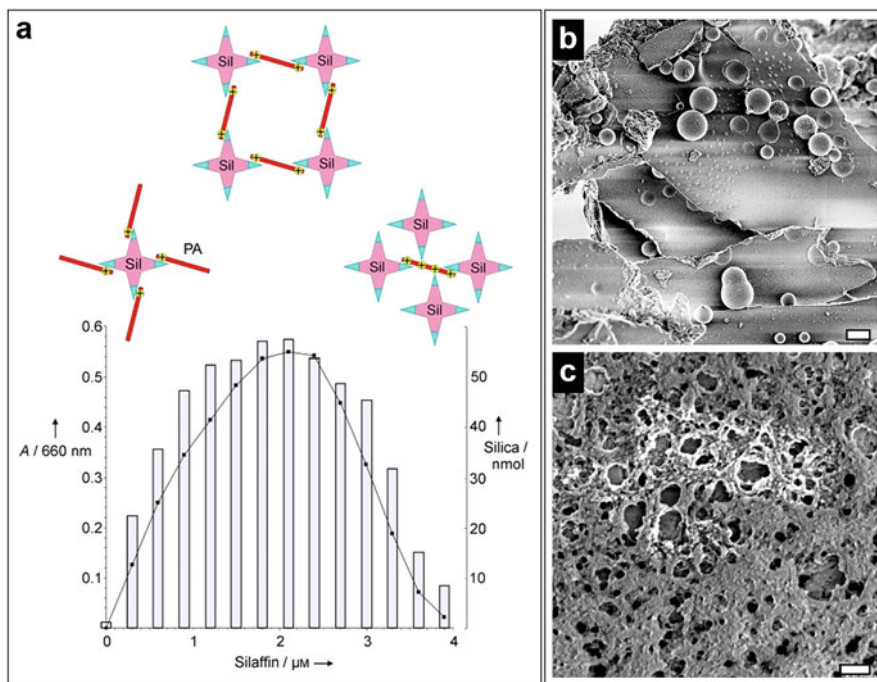 a
Sil Sil
Sil Sil
PA
Sil
Sil
Sil Sil
Sil
0.6
0.5
0.4
0.3
0.2
0.1
A / 660 nm
50
40
30
20
10
Silica /
nmol
0 1 2 3 4
Silaffin / µM
b
c